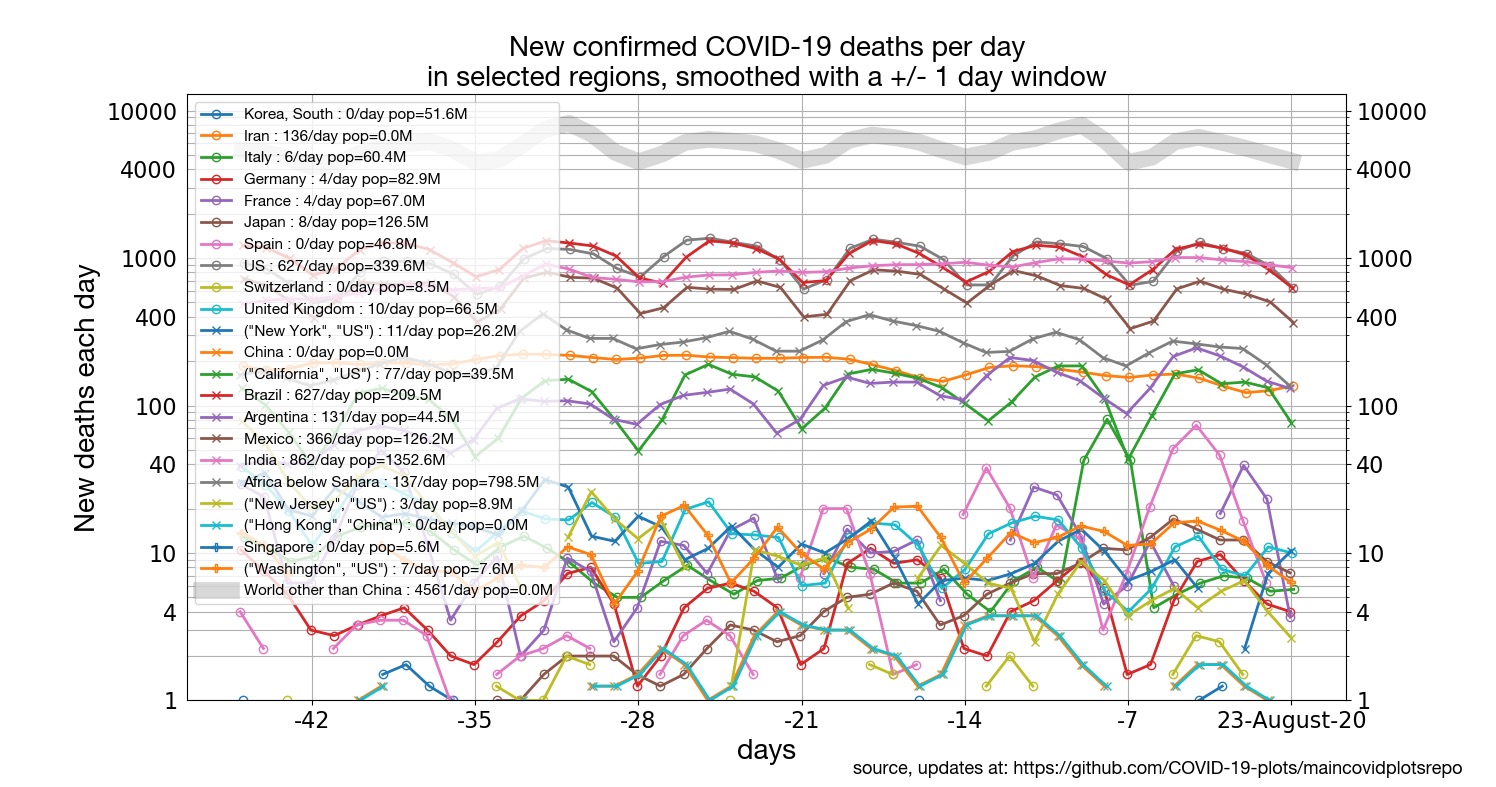 New confirmed COVID-19 deaths per day
in selected regions, smoothed with a +/- 1 day window
10000
4000
1000
400
100
40
10
4
1
New deaths each day
Korea, South : 0/day pop=51.6M
Iran : 136/day pop=0.0M
Italy : 6/day pop=60.4M
Germany : 4/day pop=82.9M
France : 4/day pop=67.0M
Japan : 8/day pop=126.5M
Spain : 0/day pop=46.8M
US : 627/day pop=339.6M
Switzerland : 0/day pop=8.5M
United Kingdom : 10/day pop=66.5M
("New York", "US") : 11/day pop=26.2M
China : 0/day pop=0.0M
("California", "US") : 77/day pop=39.5M
Brazil : 627/day pop=209.5M
Argentina : 131/day pop=44.5M
Mexico : 366/day pop=126.2M
India : 862/day pop=1352.6M
Africa below Sahara : 137/day pop=798.5M
("New Jersey", "US") : 3/day pop=8.9M
("Hong Kong", "China") : 0/day pop=0.0M
Singapore : 0/day pop=5.6M
("Washington", "US") : 7/day pop=7.6M
World other than China : 4561/day pop=0.0M
10000
4000
1000
400
100
40
10
4
1
-42 -35 -28 -21 -14 -7 23-August-20
days
source, updates at: https://github.com/COVID-19-plots/maincovidplotsrepo